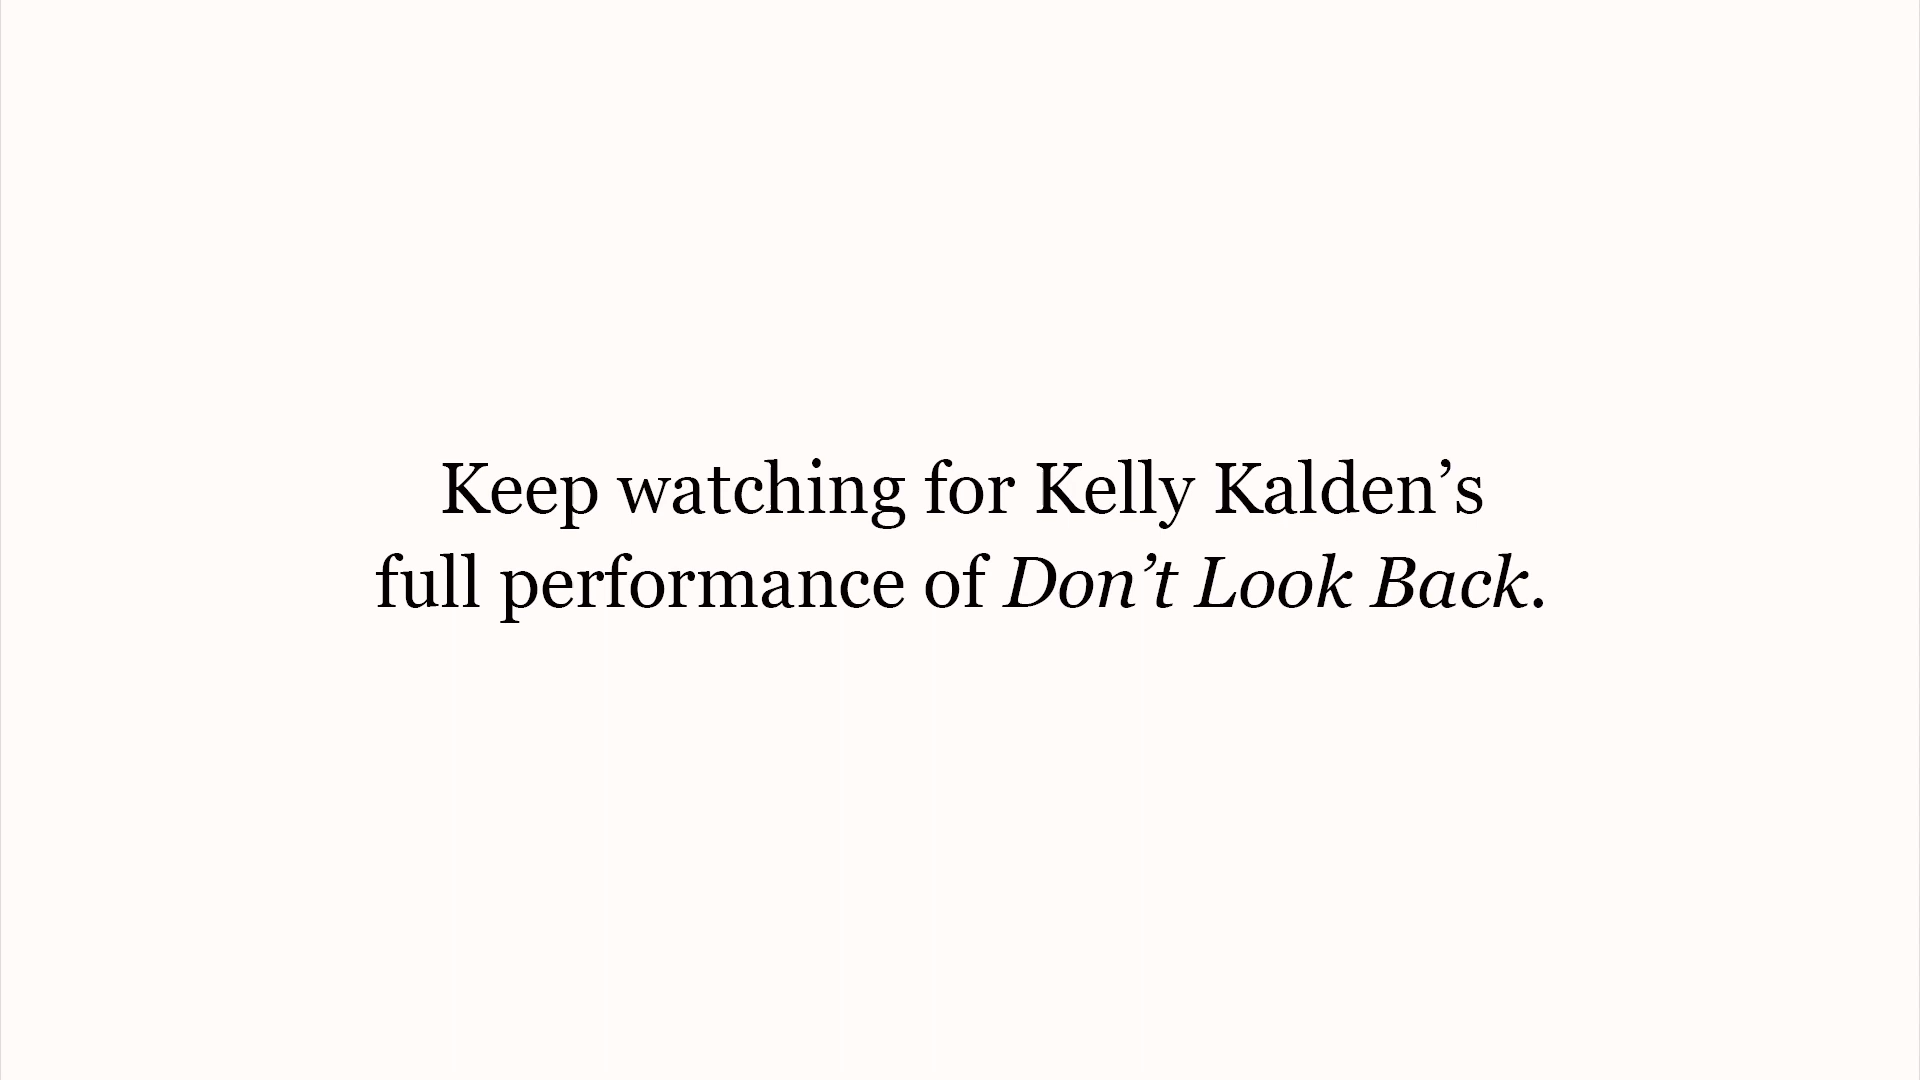 Keep watching for Kelly Kalden’s
full performance of Don’t Look Back.